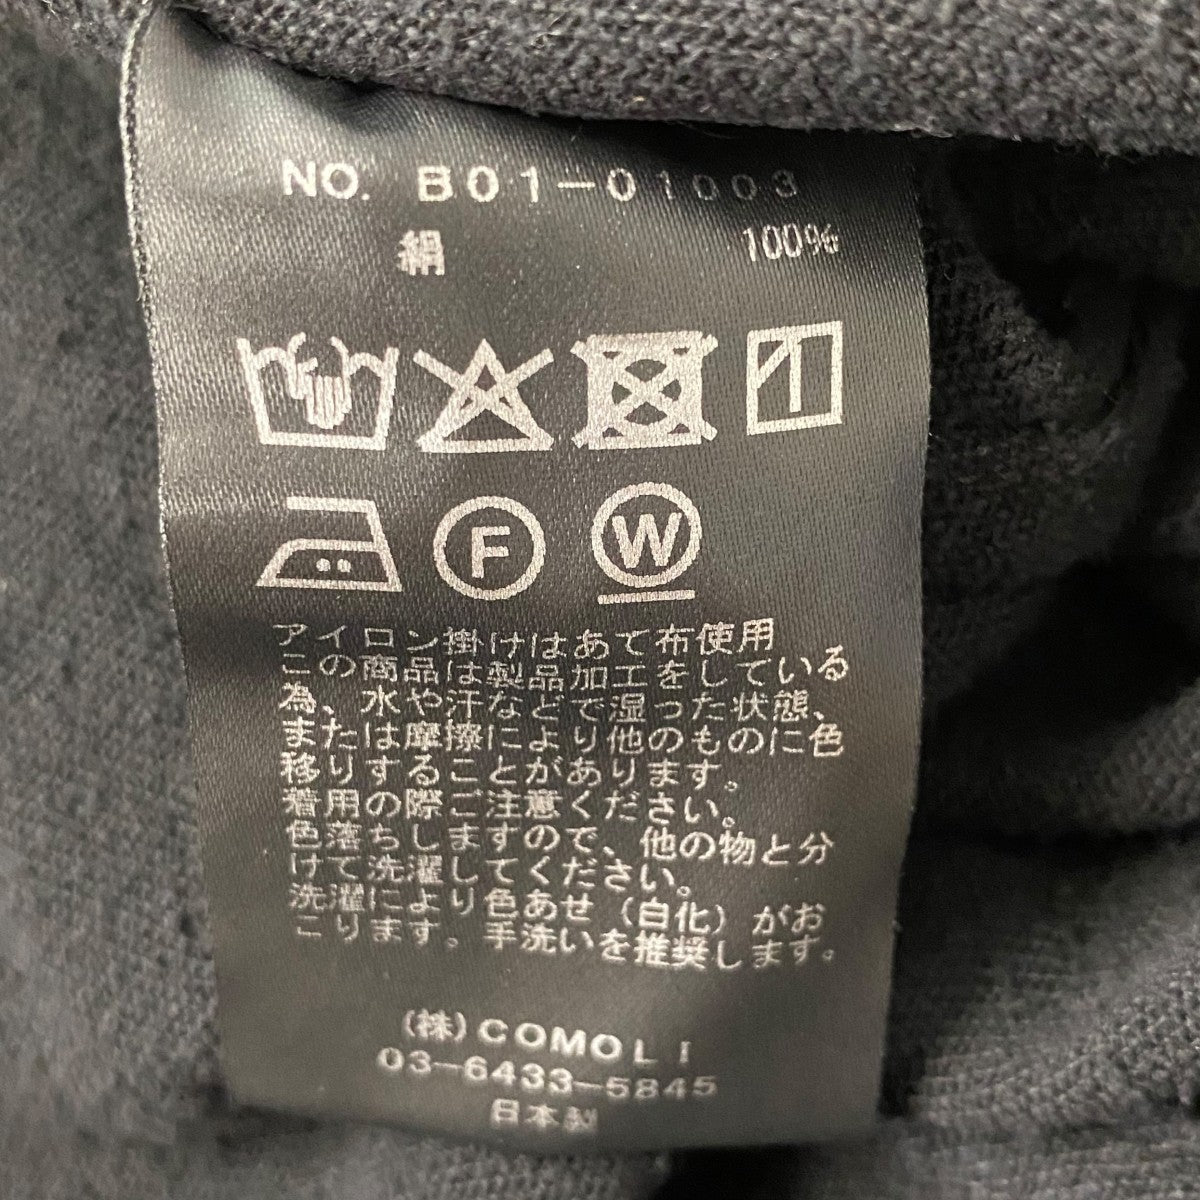 NO. B01-01003
絹 100%
F W
アイロン掛けはあて布使用
この商品は製品加工をしている
為、水や汗などで湿った状態、
または摩擦により他のものに色
移りすることがあります。
着用の際ご注意ください。
色落ちしますので、他の物と分
けて洗濯してください。
洗濯により色あせ(白化)がお
こります。手洗いを推奨します。
(株)COMOLI
03-6433-5845
日本製